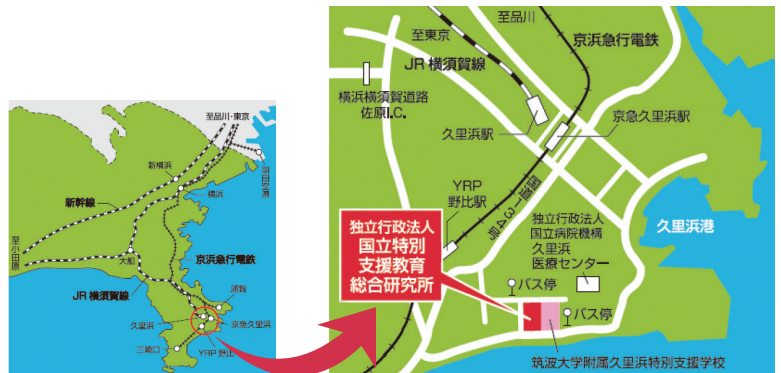 至品川・東京
新横浜
羽田空港
横浜
新幹線
至小田原
京浜急行電鉄
大船
JR横須賀線
浦賀
久里浜
京急久里浜
三崎口
YRP野比
至品川
至東京
京浜急行電鉄
JR横須賀線
横浜横須賀道路
佐原I.C.
久里浜駅
京急久里浜駅
YRP
野比駅
国道134号
独立行政法人
国立特別
支援教育
総合研究所
独立行政法人
国立病院機構
久里浜
医療センター
久里浜港
バス停
バス停
筑波大学附属久里浜特別支援学校